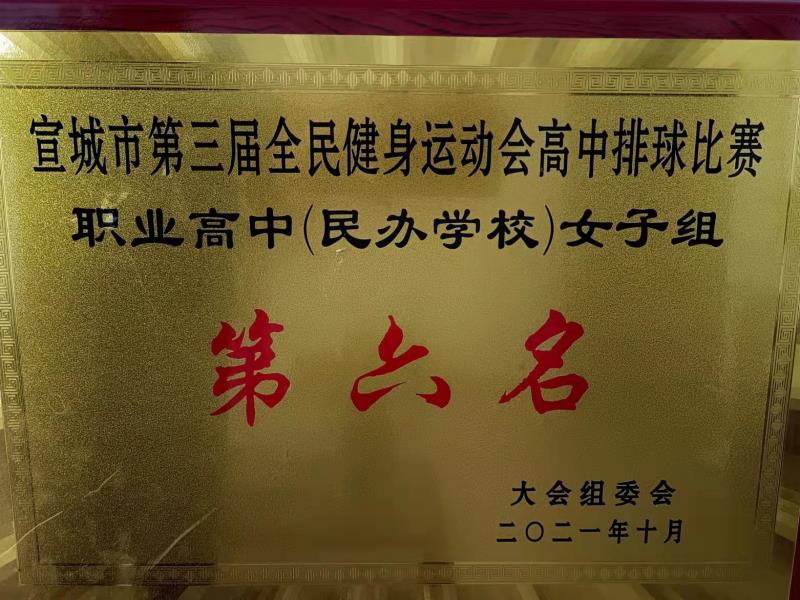 宣城市第三届全民健身运动会高中排球比赛
职业高中(民办学校)女子组
第六名
大会组委会
二〇二一年十月